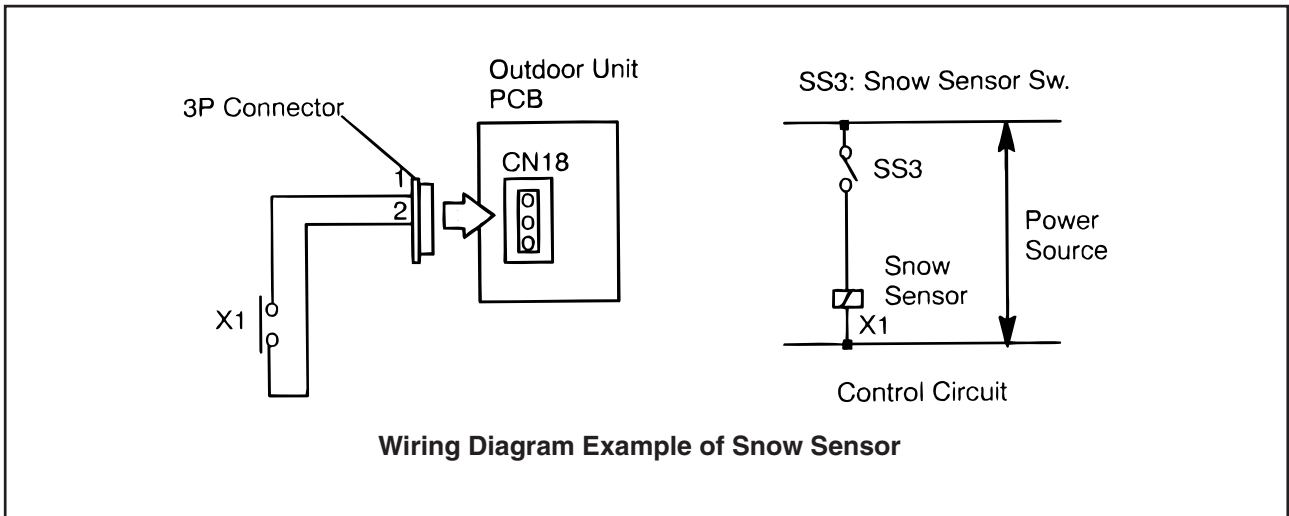 3P Connector
1
2
X1
Outdoor Unit
PCB
CN18
SS3: Snow Sensor Sw.
SS3
Snow
Sensor
X1
Power
Source
Control Circuit
Wiring Diagram Example of Snow Sensor